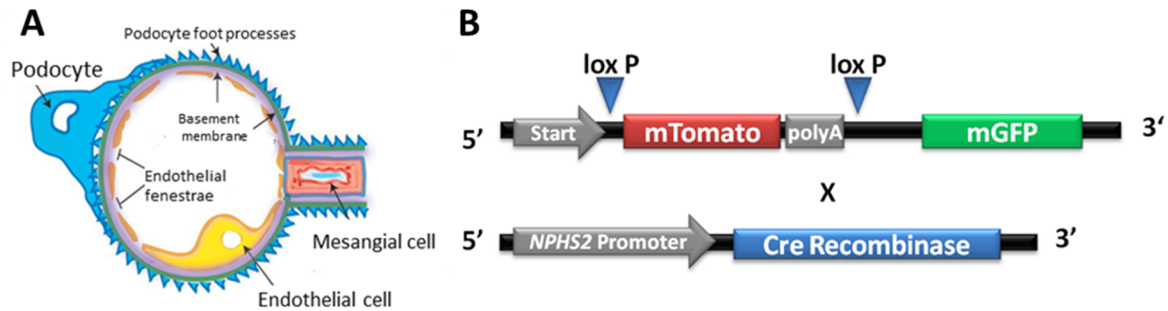 A
Podocyte foot processes
Podocyte
Basement
membrane
Endothelial
fenestrae
Mesangial cell
Endothelial cell
B
lox P lox P
5’ Start mTomato polyA mGFP 3‘
X
5’ NPHS2 Promoter Cre Recombinase 3’